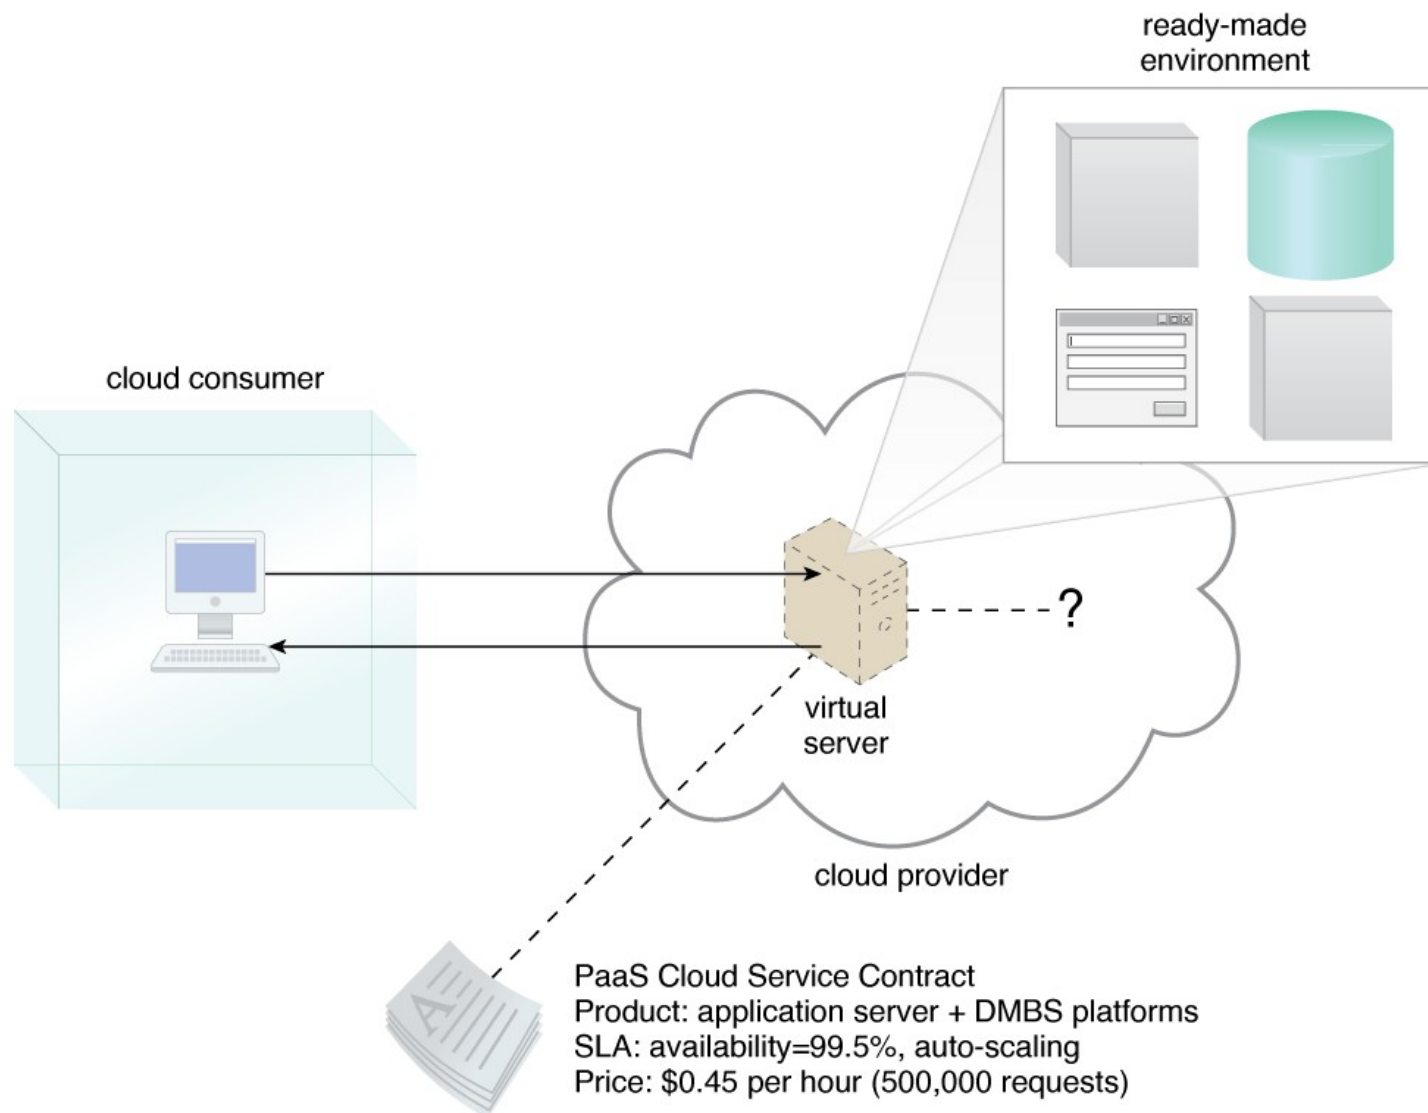 ready-made
environment
cloud consumer
?
virtual
server
cloud provider
A
PaaS Cloud Service Contract
Product: application server + DMBS platforms
SLA: availability=99.5%, auto-scaling
Price: $0.45 per hour (500,000 requests)